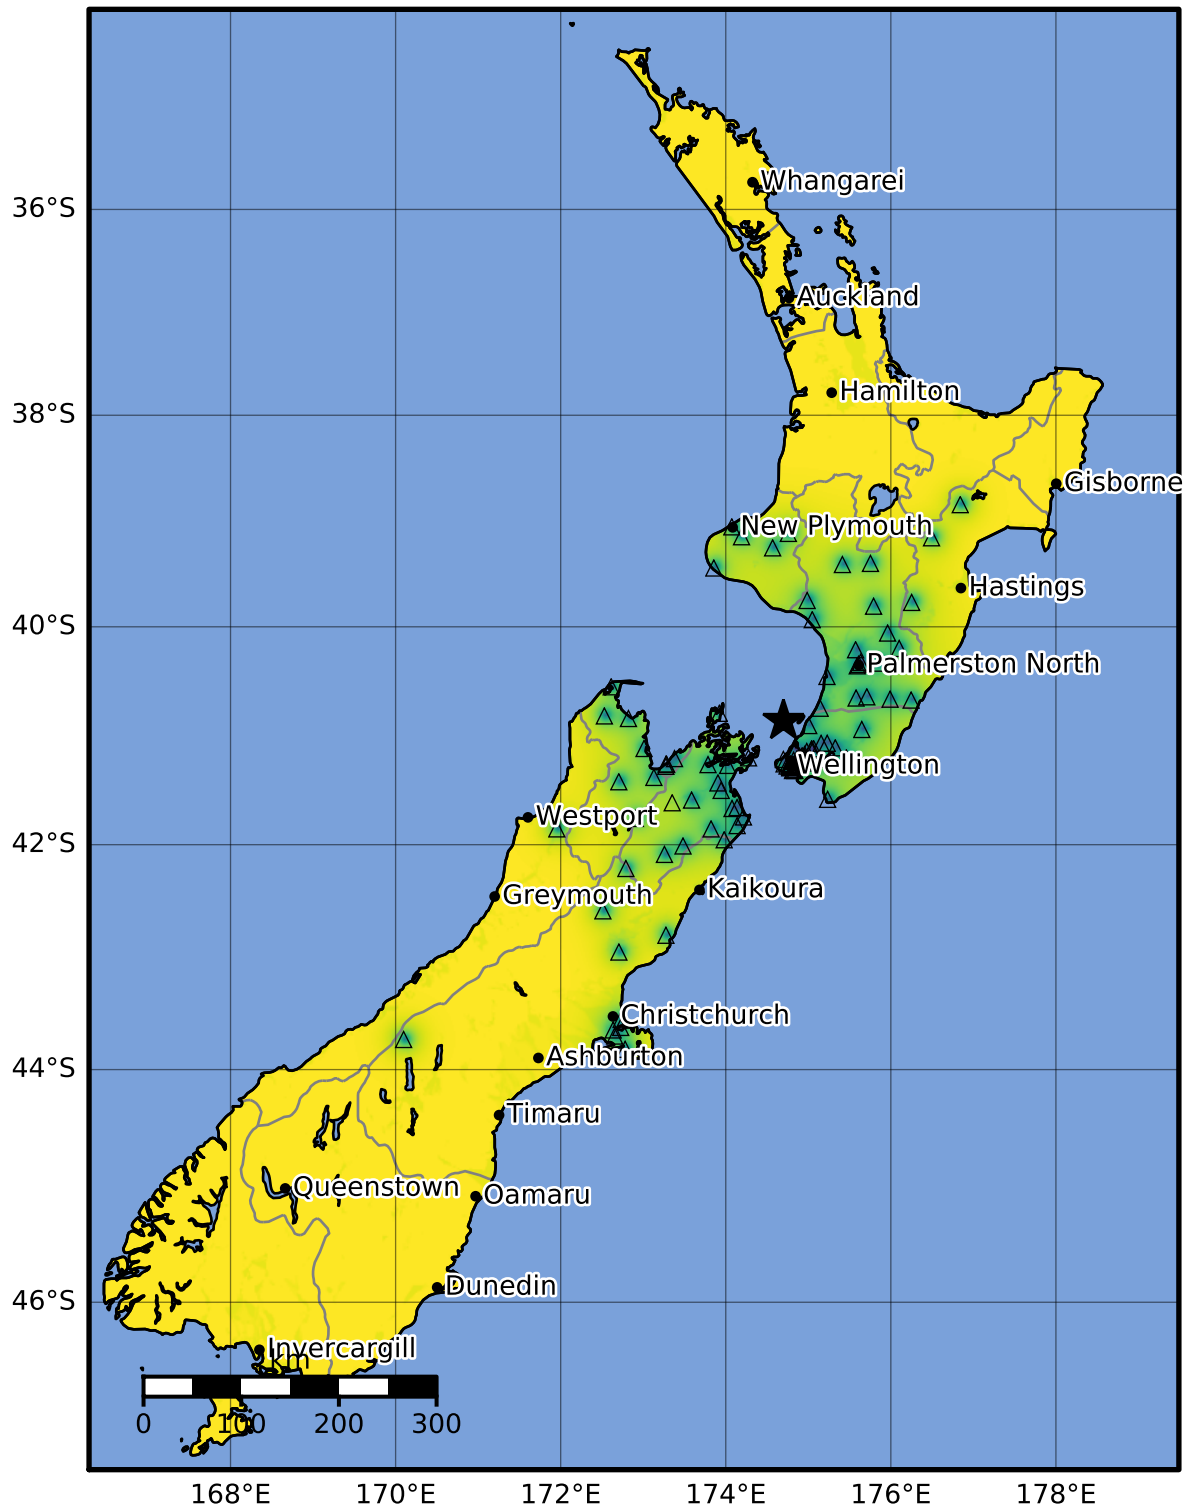 Whangarei
36°S
Auckland
Hamilton
38°S
Gisborne
New Plymouth
Hastings
40°S
Palmerston North
Wellington
Westport
42°S
Kaikoura
Greymouth
Christchurch
Ashburton
44°S
Timaru
Queenstown
Oamaru
Dunedin
46°S
Invercargill
km
0 100 200 300
168°E 170°E 172°E 174°E 176°E 178°E